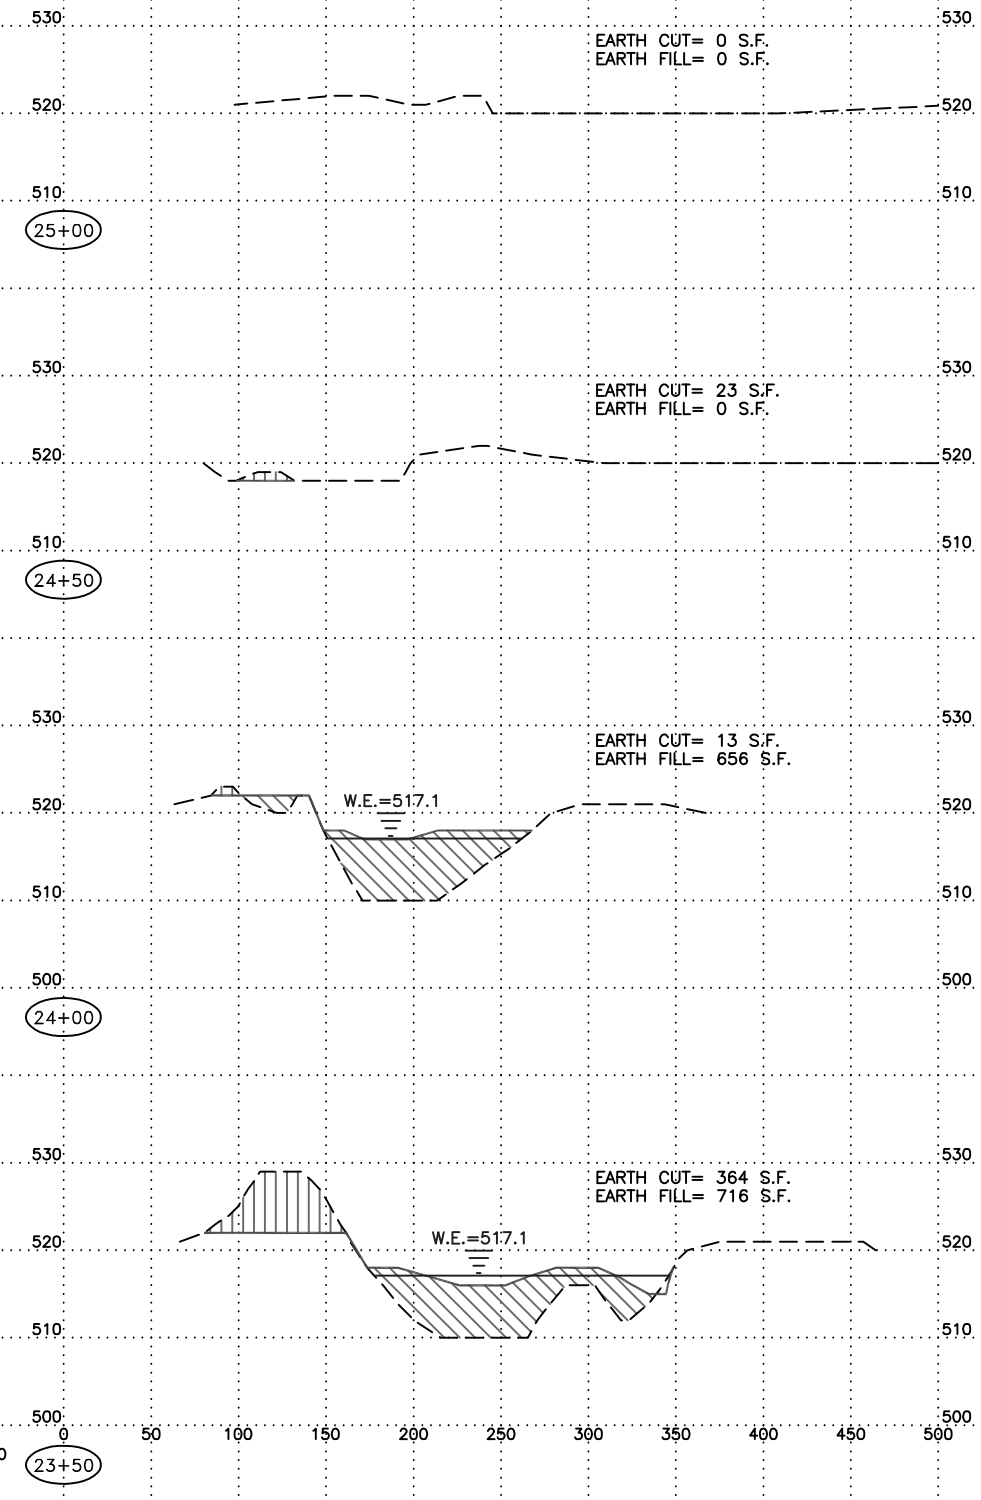 530 530
EARTH CUT= 0 S.F.
EARTH FILL= 0 S.F.
520 520
510 510
25+00
530 530
EARTH CUT= 23 S.F.
EARTH FILL= 0 S.F.
520 520
510 510
24+50
530 530
EARTH CUT= 13 S.F.
EARTH FILL= 656 S.F.
W.E.=517.1
520 520
510 510
500 500
24+00
530 530
EARTH CUT= 364 S.F.
EARTH FILL= 716 S.F.
W.E.=517.1
520 520
510 510
500 500
0 50 100 150 200 250 300 350 400 450 500
0
23+50